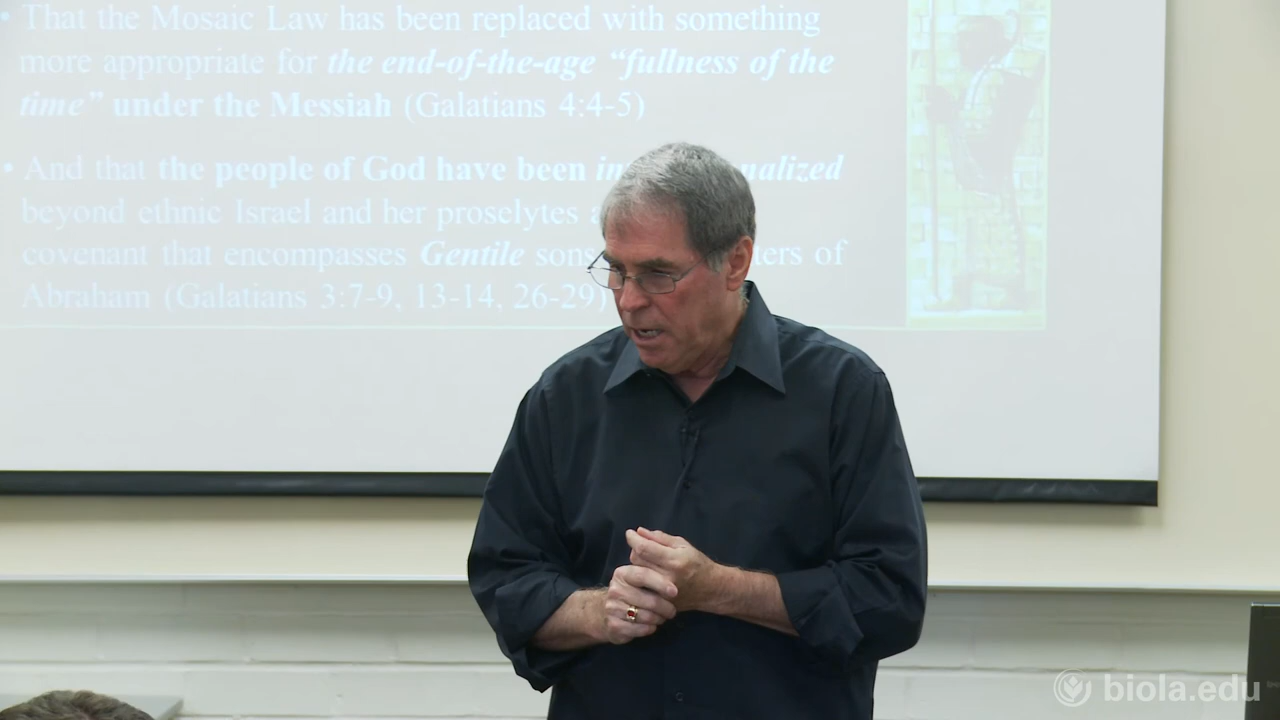 • That the Mosaic Law has been replaced with something
more appropriate for the end-of-the-age “fullness of the
time” under the Messiah (Galatians 4:4-5)
• And that the people of God have been
beyond ethnic Israel and her proselytes
covenant that encompasses Gentile sons of
Abraham (Galatians 3:7-9, 13-14, 26-29)
biola.edu